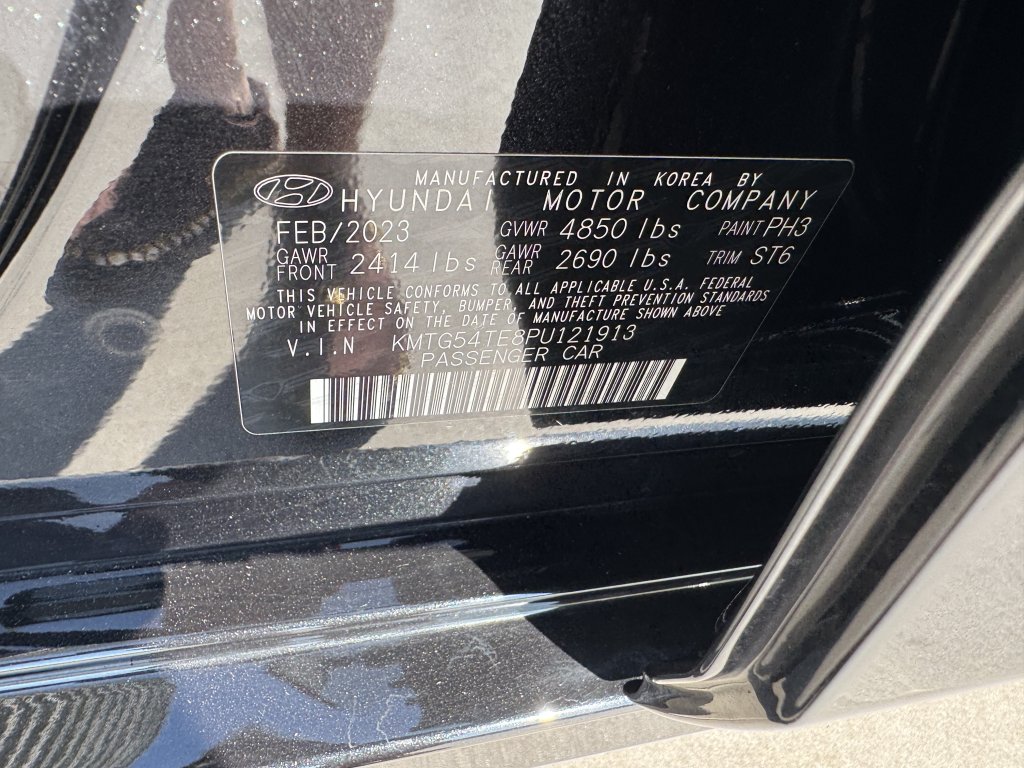 MANUFACTURED IN KOREA BY
HYUNDAI MOTOR COMPANY
FEB/2023 GVWR 4850 lbs PAINT PH3
GAWR FRONT 2414 lbs GAWR REAR 2690 lbs TRIM ST6
THIS VEHICLE CONFORMS TO ALL APPLICABLE U.S.A. FEDERAL
MOTOR VEHICLE SAFETY, BUMPER, AND THEFT PREVENTION STANDARDS
IN EFFECT ON THE DATE OF MANUFACTURE SHOWN ABOVE
V.I.N KMTG54TE8PU121913
PASSENGER CAR